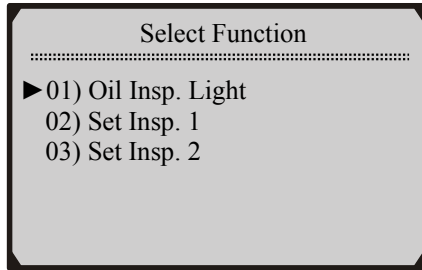 Select Function
►01) Oil Insp. Light
02) Set Insp. 1
03) Set Insp. 2